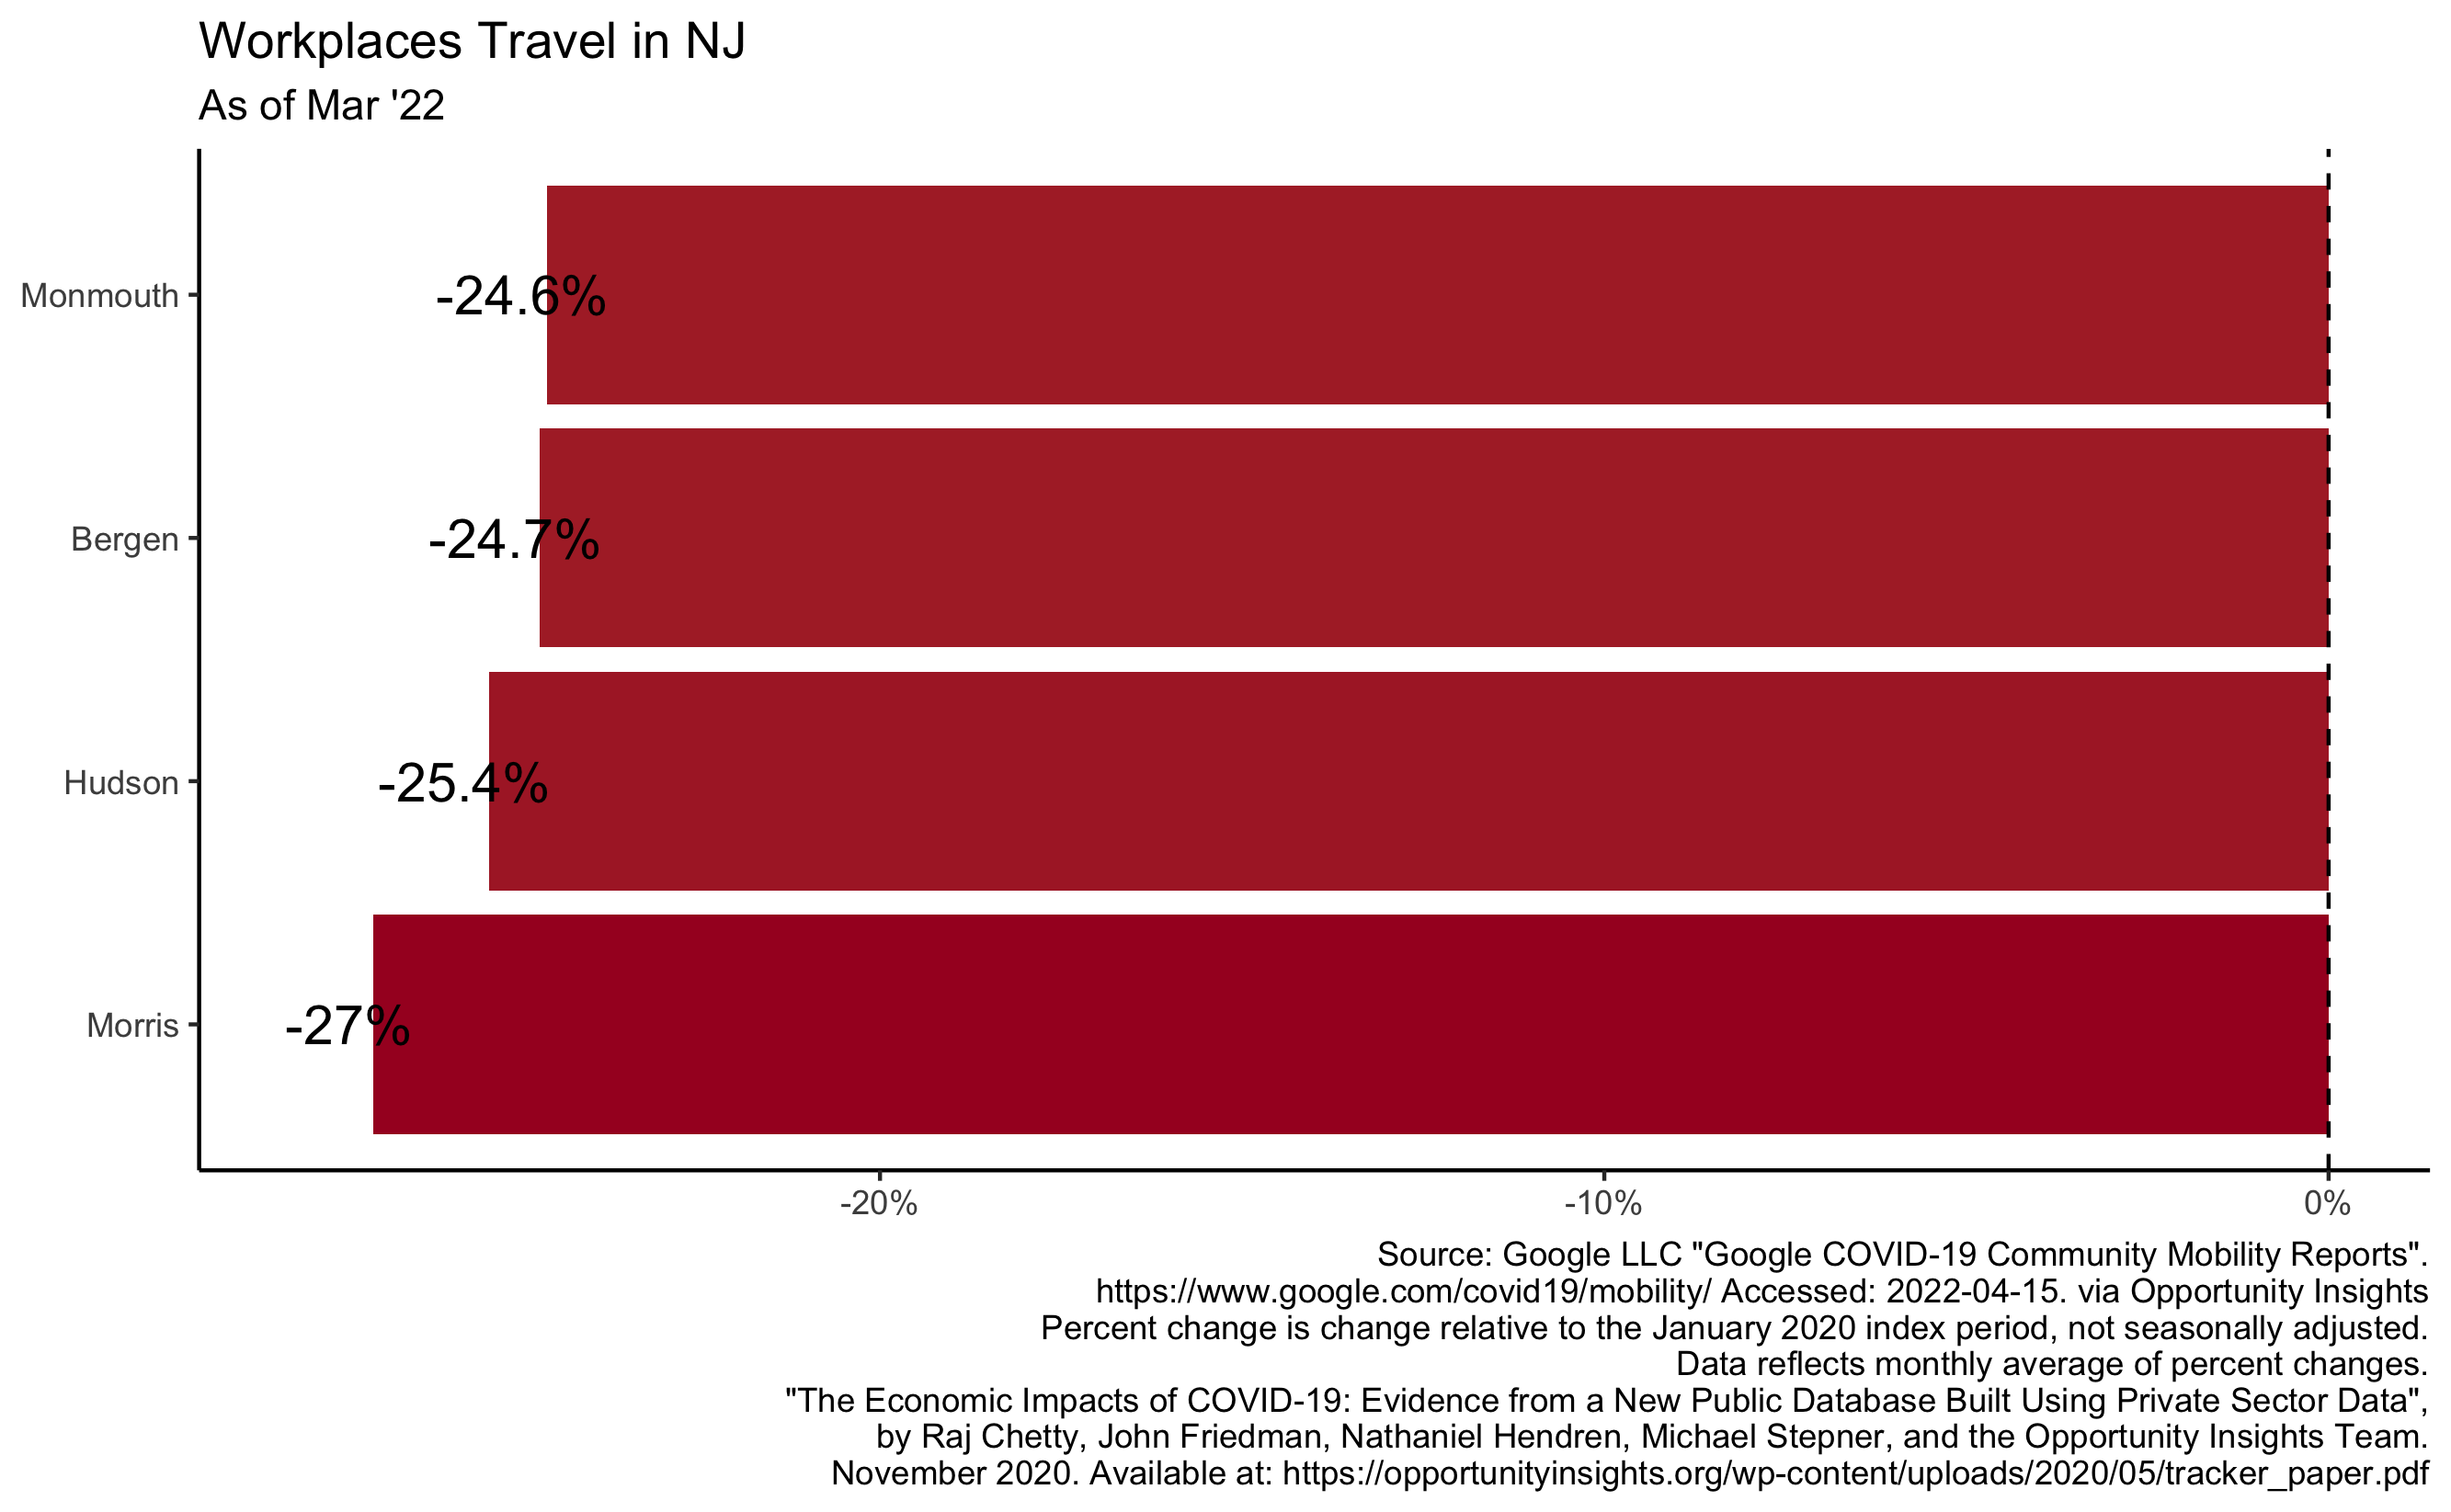 Workplaces Travel in NJ
As of Mar '22
Monmouth
-24.6%
Bergen
-24.7%
Hudson
-25.4%
Morris
-27%
-20%
-10%
0%
Source: Google LLC "Google COVID-19 Community Mobility Reports".
https://www.google.com/covid19/mobility/ Accessed: 2022-04-15. via Opportunity Insights
Percent change is change relative to the January 2020 index period, not seasonally adjusted.
Data reflects monthly average of percent changes.
"The Economic Impacts of COVID-19: Evidence from a New Public Database Built Using Private Sector Data",
by Raj Chetty, John Friedman, Nathaniel Hendren, Michael Stepner, and the Opportunity Insights Team.
November 2020. Available at: https://opportunityinsights.org/wp-content/uploads/2020/05/tracker_paper.pdf